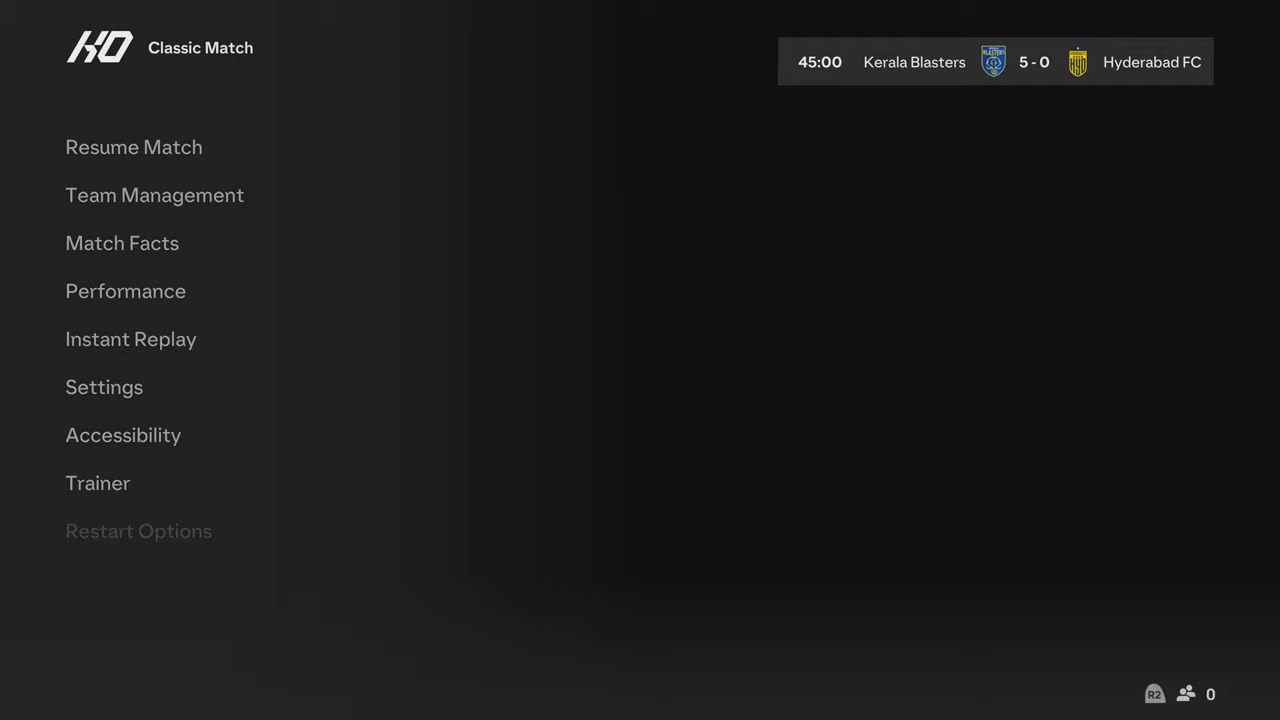 KO Classic Match
45:00 Kerala Blasters 5 - 0 Hyderabad FC
Resume Match
Team Management
Match Facts
Performance
Instant Replay
Settings
Accessibility
Trainer
Restart Options
R2 0